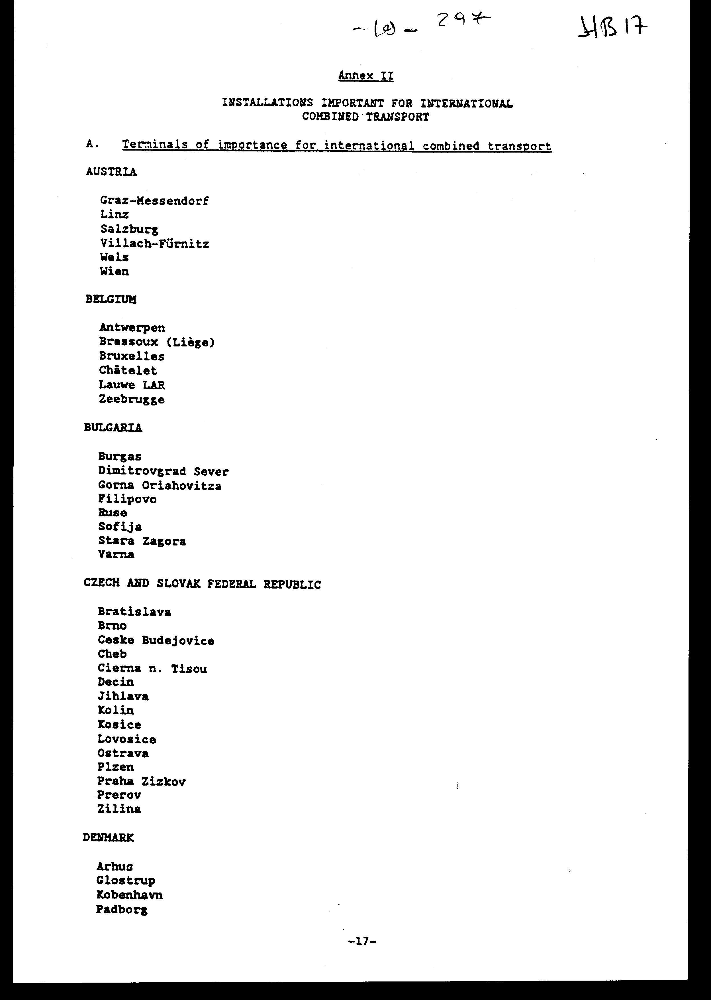 297 HB 17
Annex II
INSTALLATIONS IMPORTANT FOR INTERNATIONAL
COMBINED TRANSPORT
A. Terminals of importance for international combined transport
AUSTRIA
Graz-Messendorf
Linz
Salzburg
Villach-Fürnitz
Wels
Wien
BELGIUM
Antwerpen
Bressoux (Liège)
Bruxelles
Châtelet
Lauwe LAR
Zeebrugge
BULGARIA
Burgas
Dimitrovgrad Sever
Gorna Oriahovitza
Filipovo
Ruse
Sofija
Stara Zagora
Varna
CZECH AND SLOVAK FEDERAL REPUBLIC
Bratislava
Brno
Ceske Budejovice
Cheb
Cierna n. Tisou
Decin
Jihlava
Kolin
Kosice
Lovosice
Ostrava
Plzen
Praha Zizkov
Prerov
Zilina
DENMARK
Arhus
Glostrup
Kobenhavn
Padborg
-17-